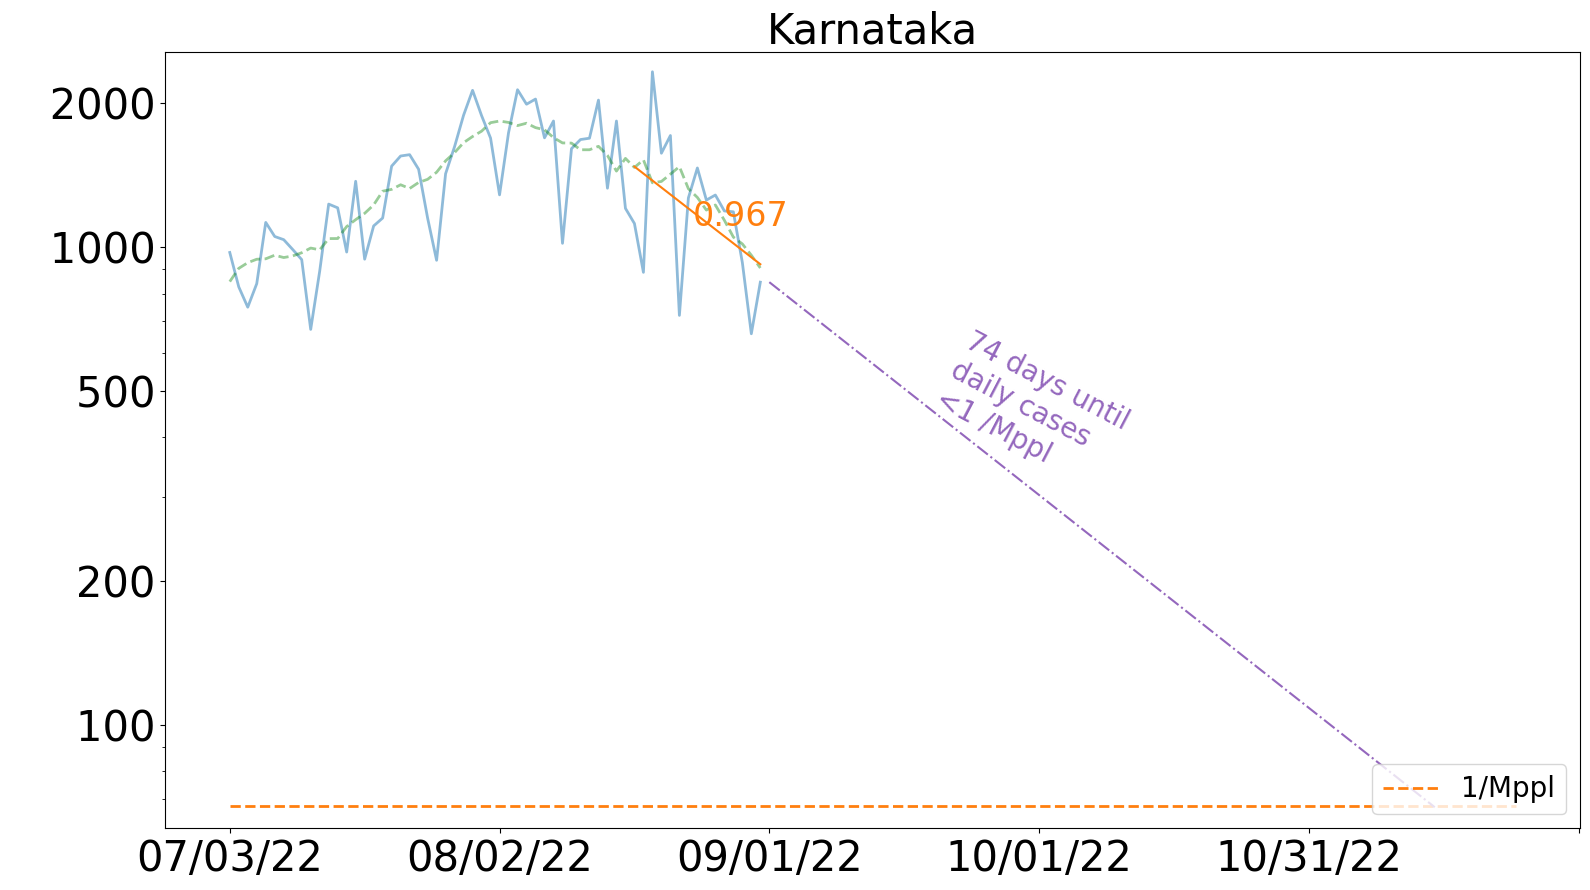 Karnataka
2000
1000
500
200
100
0.967
74 days until
daily cases
<1 /Mppl
1/Mppl
07/03/22
08/02/22
09/01/22
10/01/22
10/31/22